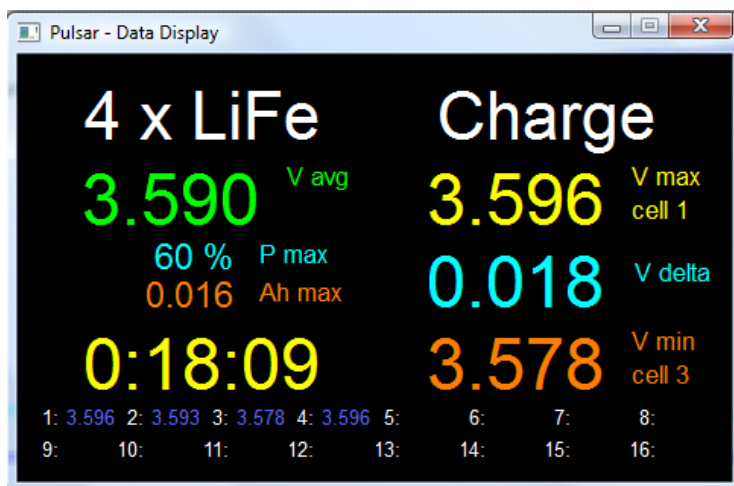 Pulsar - Data Display
4 x LiFe Charge
3.590 V avg 3.596 V max cell 1
60 % P max
0.016 Ah max
0.018 V delta
0:18:09 3.578 V min cell 3
1: 3.596 2: 3.593 3: 3.578 4: 3.596 5: 6: 7: 8:
9: 10: 11: 12: 13: 14: 15: 16: